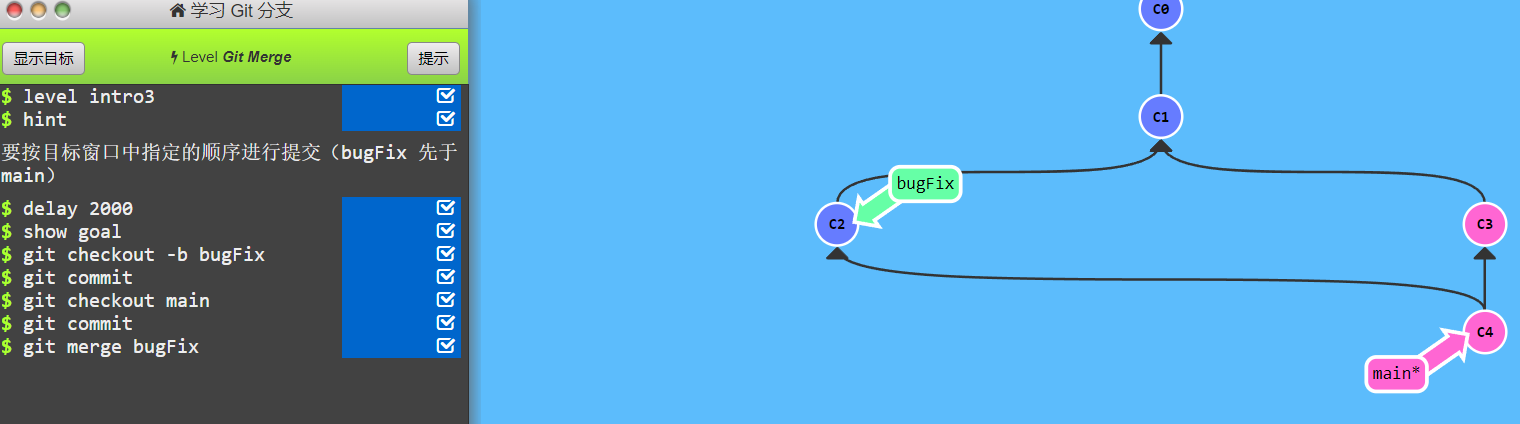 学习 Git 分支
显示目标
Level Git Merge
提示
$ level intro3
$ hint
要按目标窗口中指定的顺序进行提交（bugFix 先于
main）
$ delay 2000
$ show goal
$ git checkout -b bugFix
$ git commit
$ git checkout main
$ git commit
$ git merge bugFix
C0
C1
bugFix
C2
C3
C4
main*